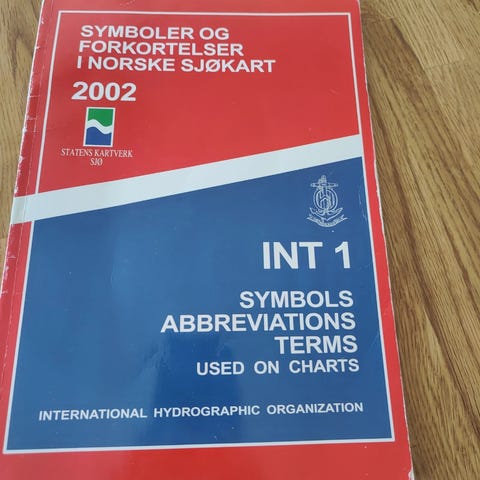 SYMBOLER OG
FORKORTELSER
I NORSKE SJØKART
2002
STATENS KARTVERK
SJØ
INT 1
SYMBOLS
ABBREVIATIONS
TERMS
USED ON CHARTS
INTERNATIONAL HYDROGRAPHIC ORGANIZATION